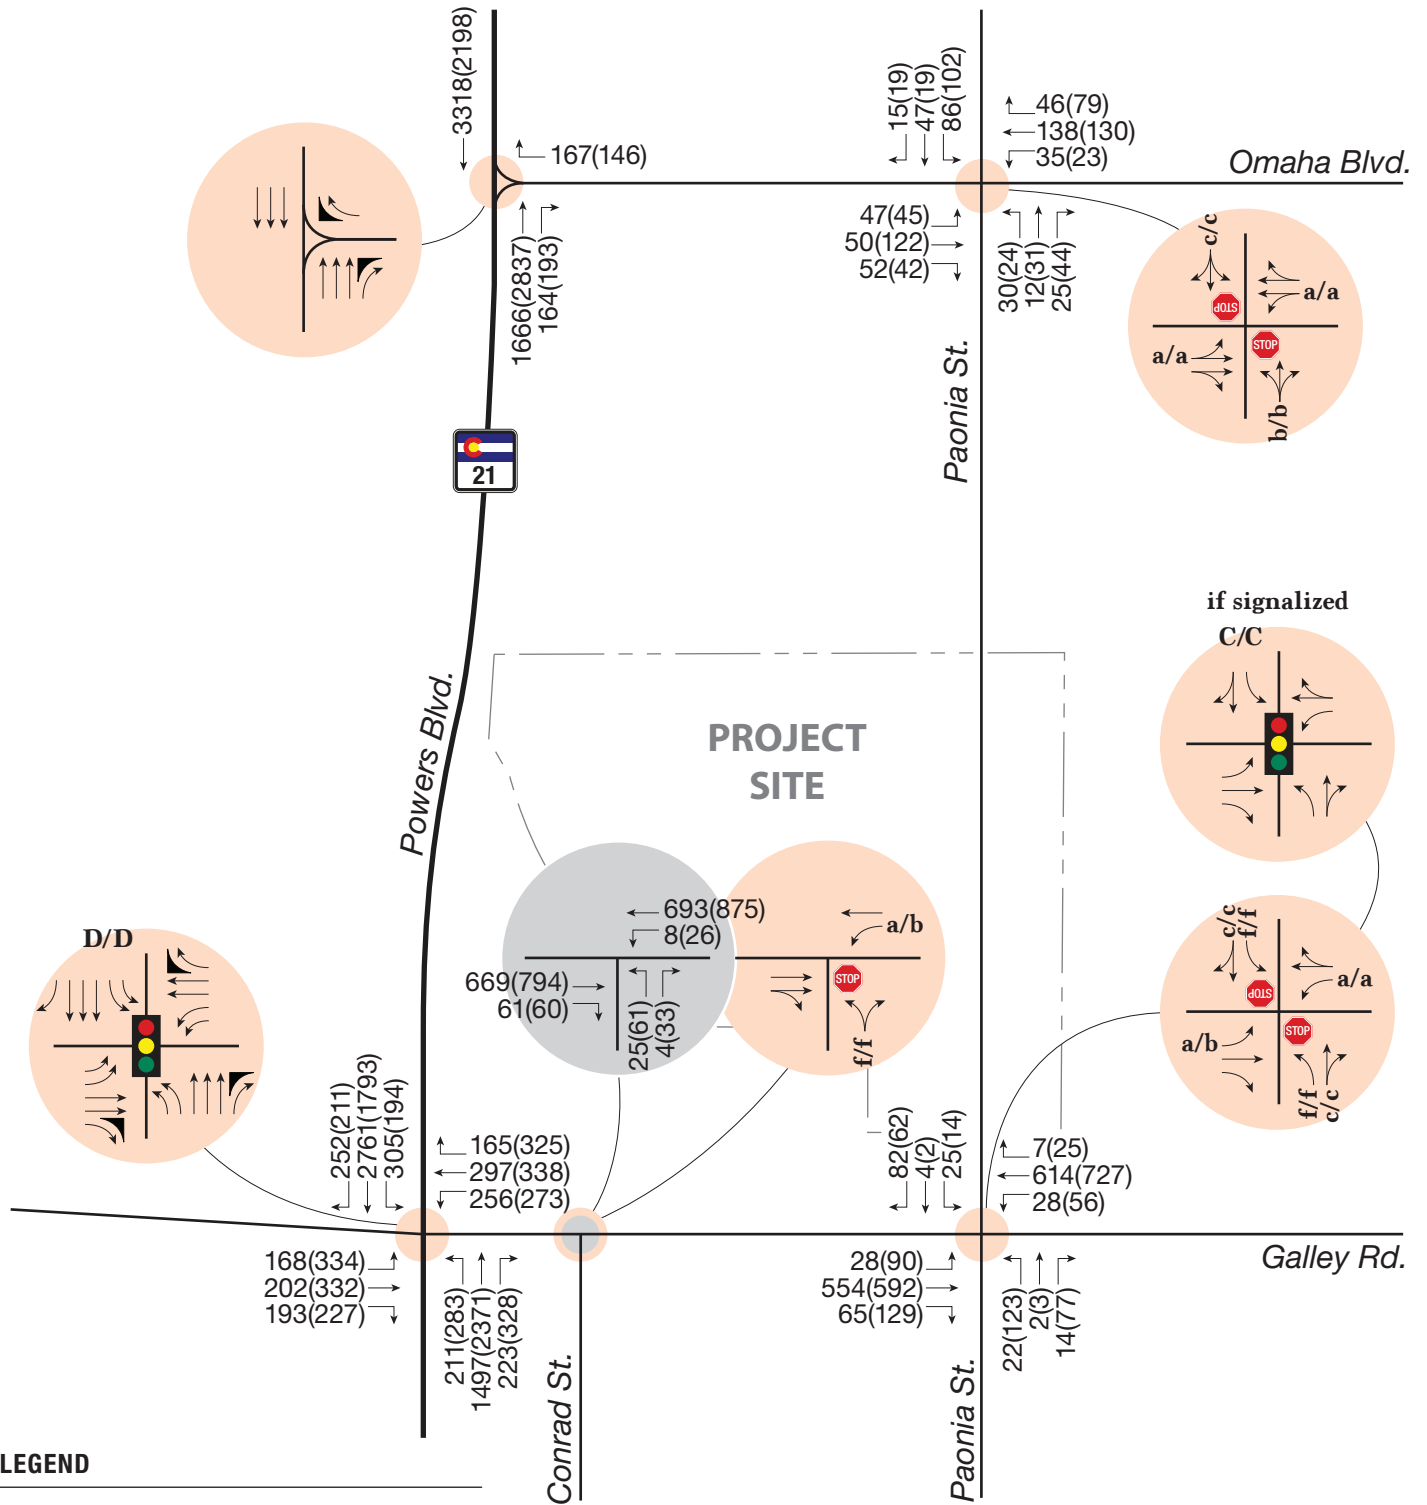 3318(2198)
167(146)
1666(2837)
164(193)
15(19)
47(19)
86(102)
46(79)
138(130)
35(23)
Omaha Blvd.
47(45)
50(122)
52(42)
30(24)
12(31)
25(44)
c/c
a/a
STOP
STOP
a/a
b/b
Paonia St.
21
Powers Blvd.
if signalized
C/C
PROJECT
SITE
693(875)
8(26)
669(794)
61(60)
25(61)
4(33)
a/b
STOP
f/f
D/D
c/c
f/f
a/a
STOP
STOP
a/b
f/f
c/c
252(211)
2761(1793)
305(194)
165(325)
297(338)
256(273)
82(62)
4(2)
25(14)
7(25)
614(727)
28(56)
Galley Rd.
168(334)
202(332)
193(227)
211(283)
1497(2371)
223(328)
Conrad St.
28(90)
554(592)
65(129)
22(123)
2(3)
14(77)
Paonia St.
LEGEND